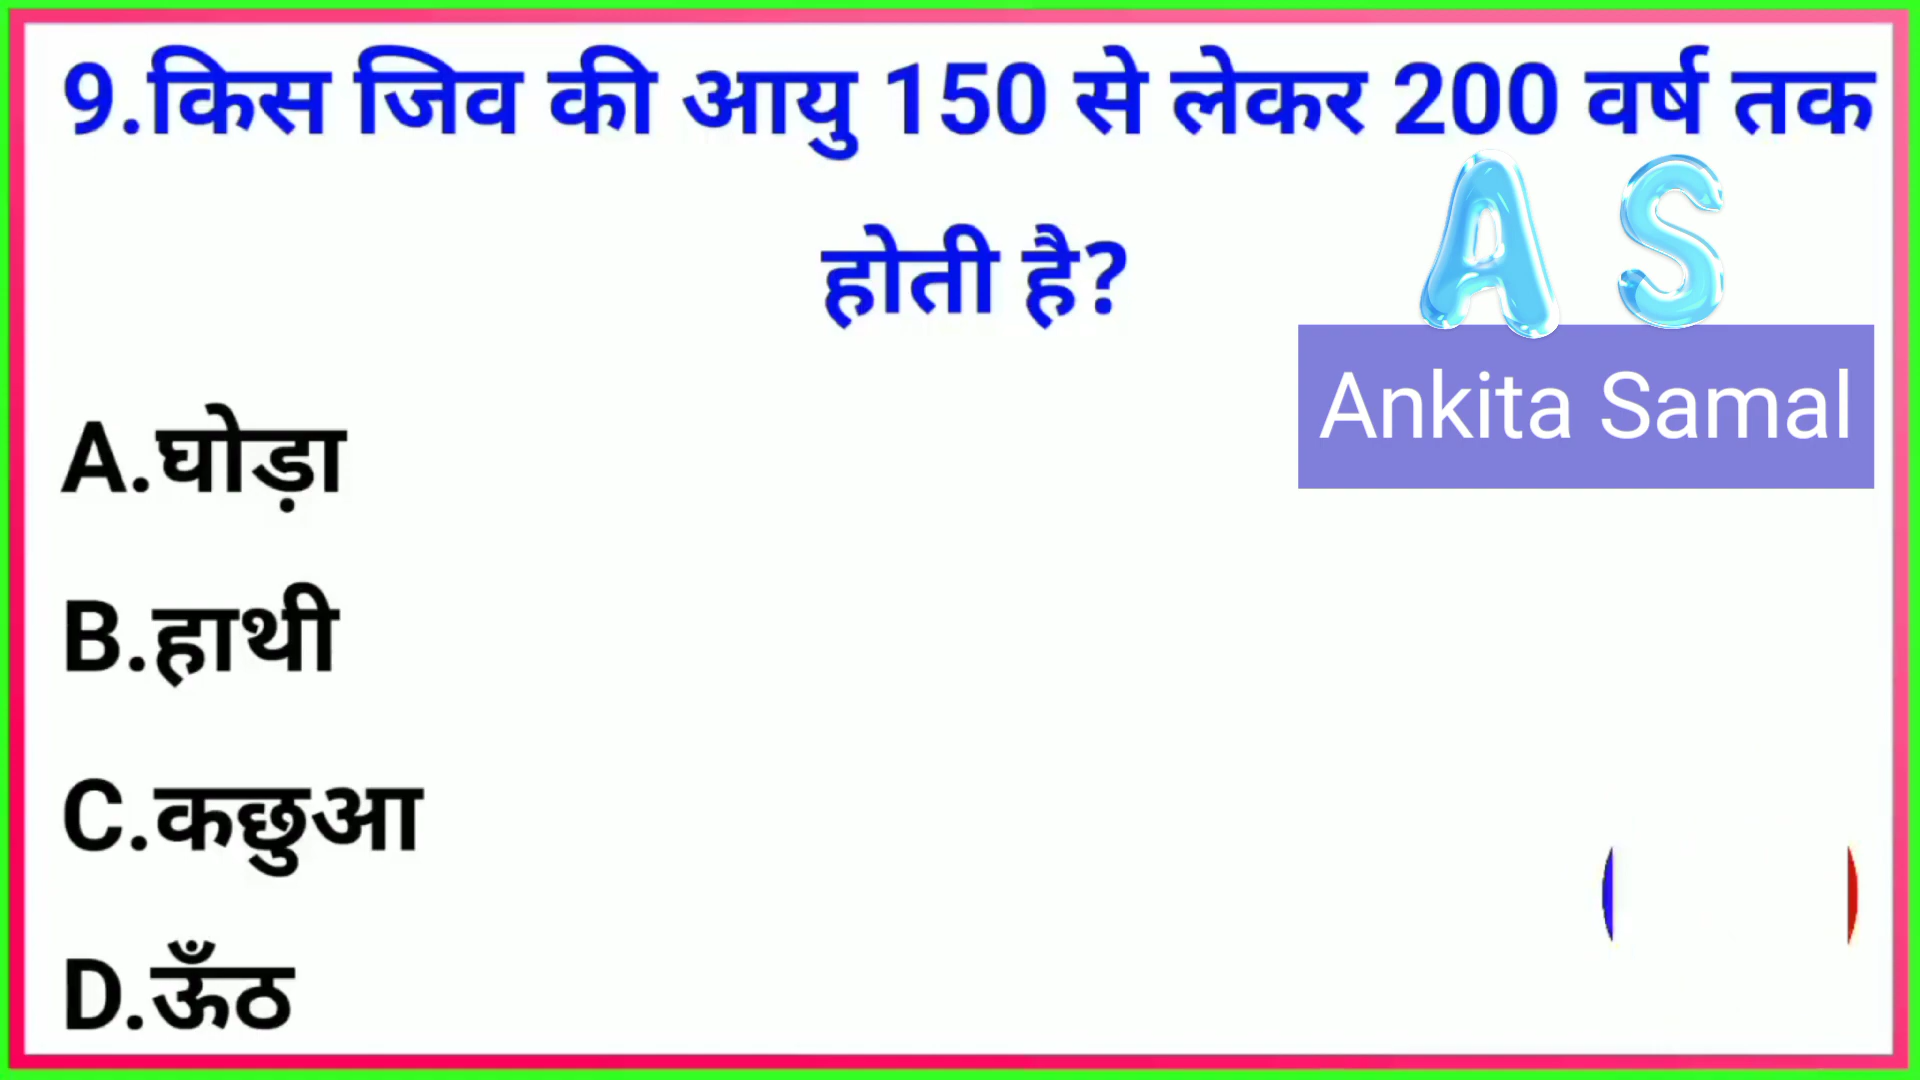 9.किस जिव की आयु 150 से लेकर 200 वर्ष तक
होती है?
A S
Ankita Samal
A.घोड़ा
B.हाथी
C.कछुआ
D.ऊँठ